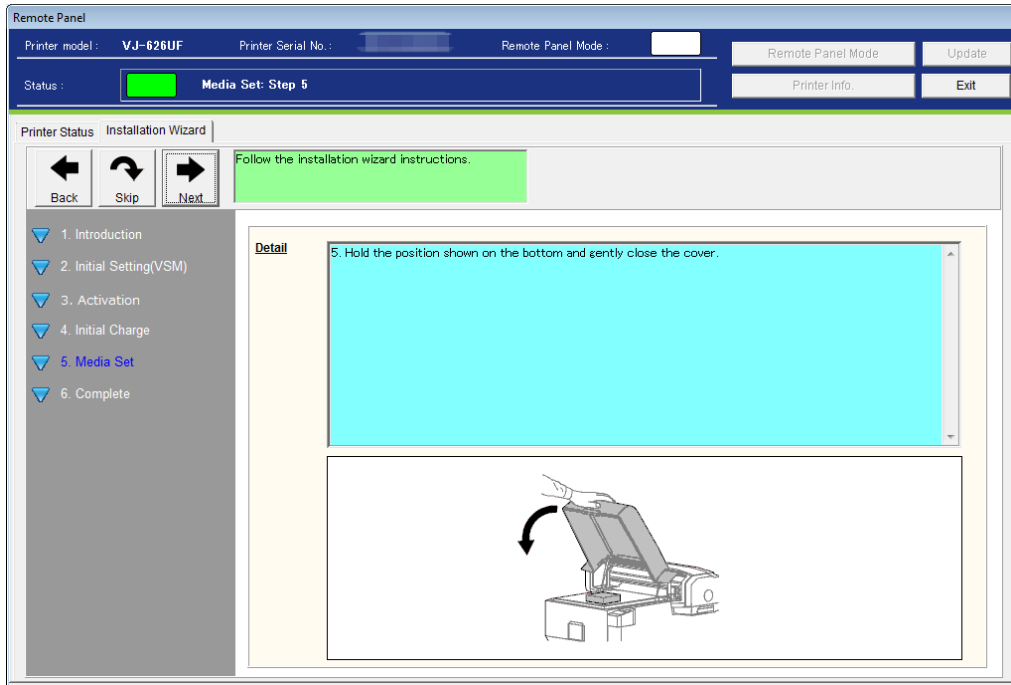 Remote Panel
Printer model : VJ-626UF Printer Serial No. : Remote Panel Mode :
Remote Panel Mode Update
Status : Media Set: Step 5
Printer Info. Exit
Printer Status Installation Wizard
Back Skip Next
Follow the installation wizard instructions.
1. Introduction
2. Initial Setting(VSM)
3. Activation
4. Initial Charge
5. Media Set
6. Complete
Detail
5. Hold the position shown on the bottom and gently close the cover.